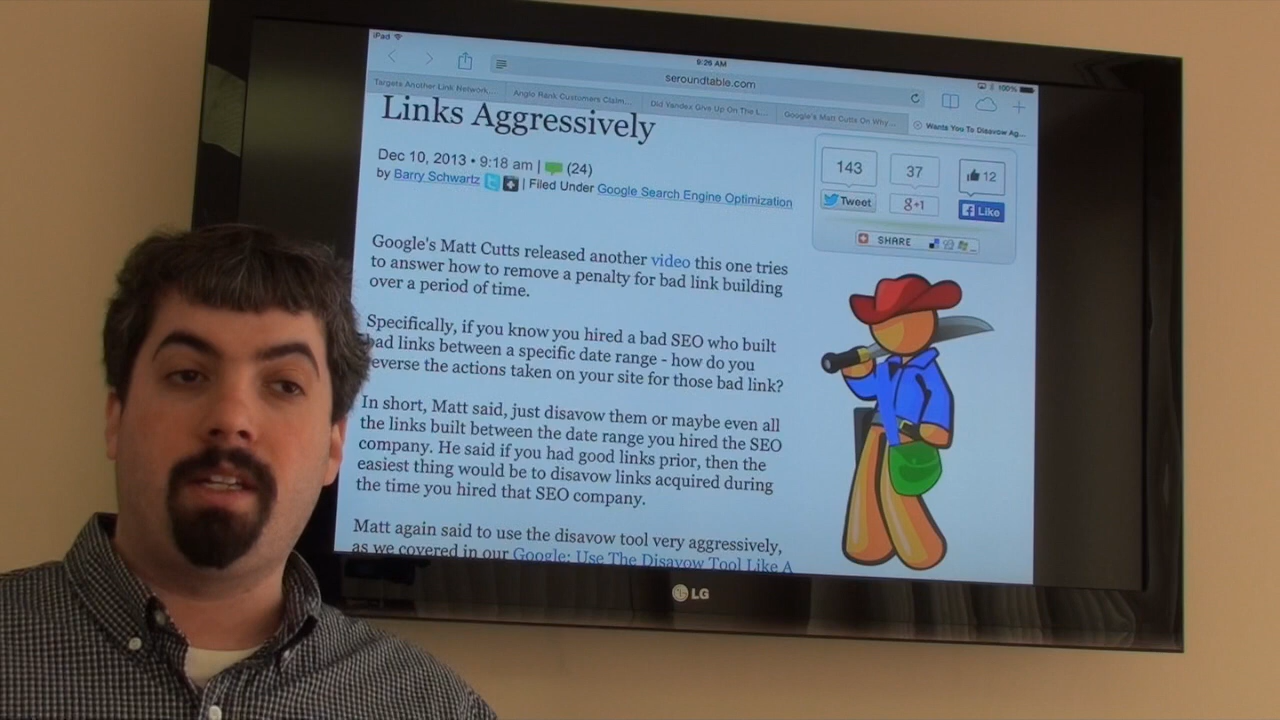 iPad
9:26 AM
100%
seroundtable.com
Targets Another Link Network...
Anglo Rank Customers Claim...
Did Yandex Give Up On The L...
Google's Matt Cutts On Why...
Wants You To Disavow Ag...
Links Aggressively
Dec 10, 2013 • 9:18 am | (24)
by Barry Schwartz | Filed Under Google Search Engine Optimization
143
37
12
Tweet
g+1
Like
SHARE
Google's Matt Cutts released another video this one tries
to answer how to remove a penalty for bad link building
over a period of time.
Specifically, if you know you hired a bad SEO who built
bad links between a specific date range - how do you
reverse the actions taken on your site for those bad link?
In short, Matt said, just disavow them or maybe even all
the links built between the date range you hired the SEO
company. He said if you had good links prior, then the
easiest thing would be to disavow links acquired during
the time you hired that SEO company.
Matt again said to use the disavow tool very aggressively,
as we covered in our Google: Use The Disavow Tool Like A
LG